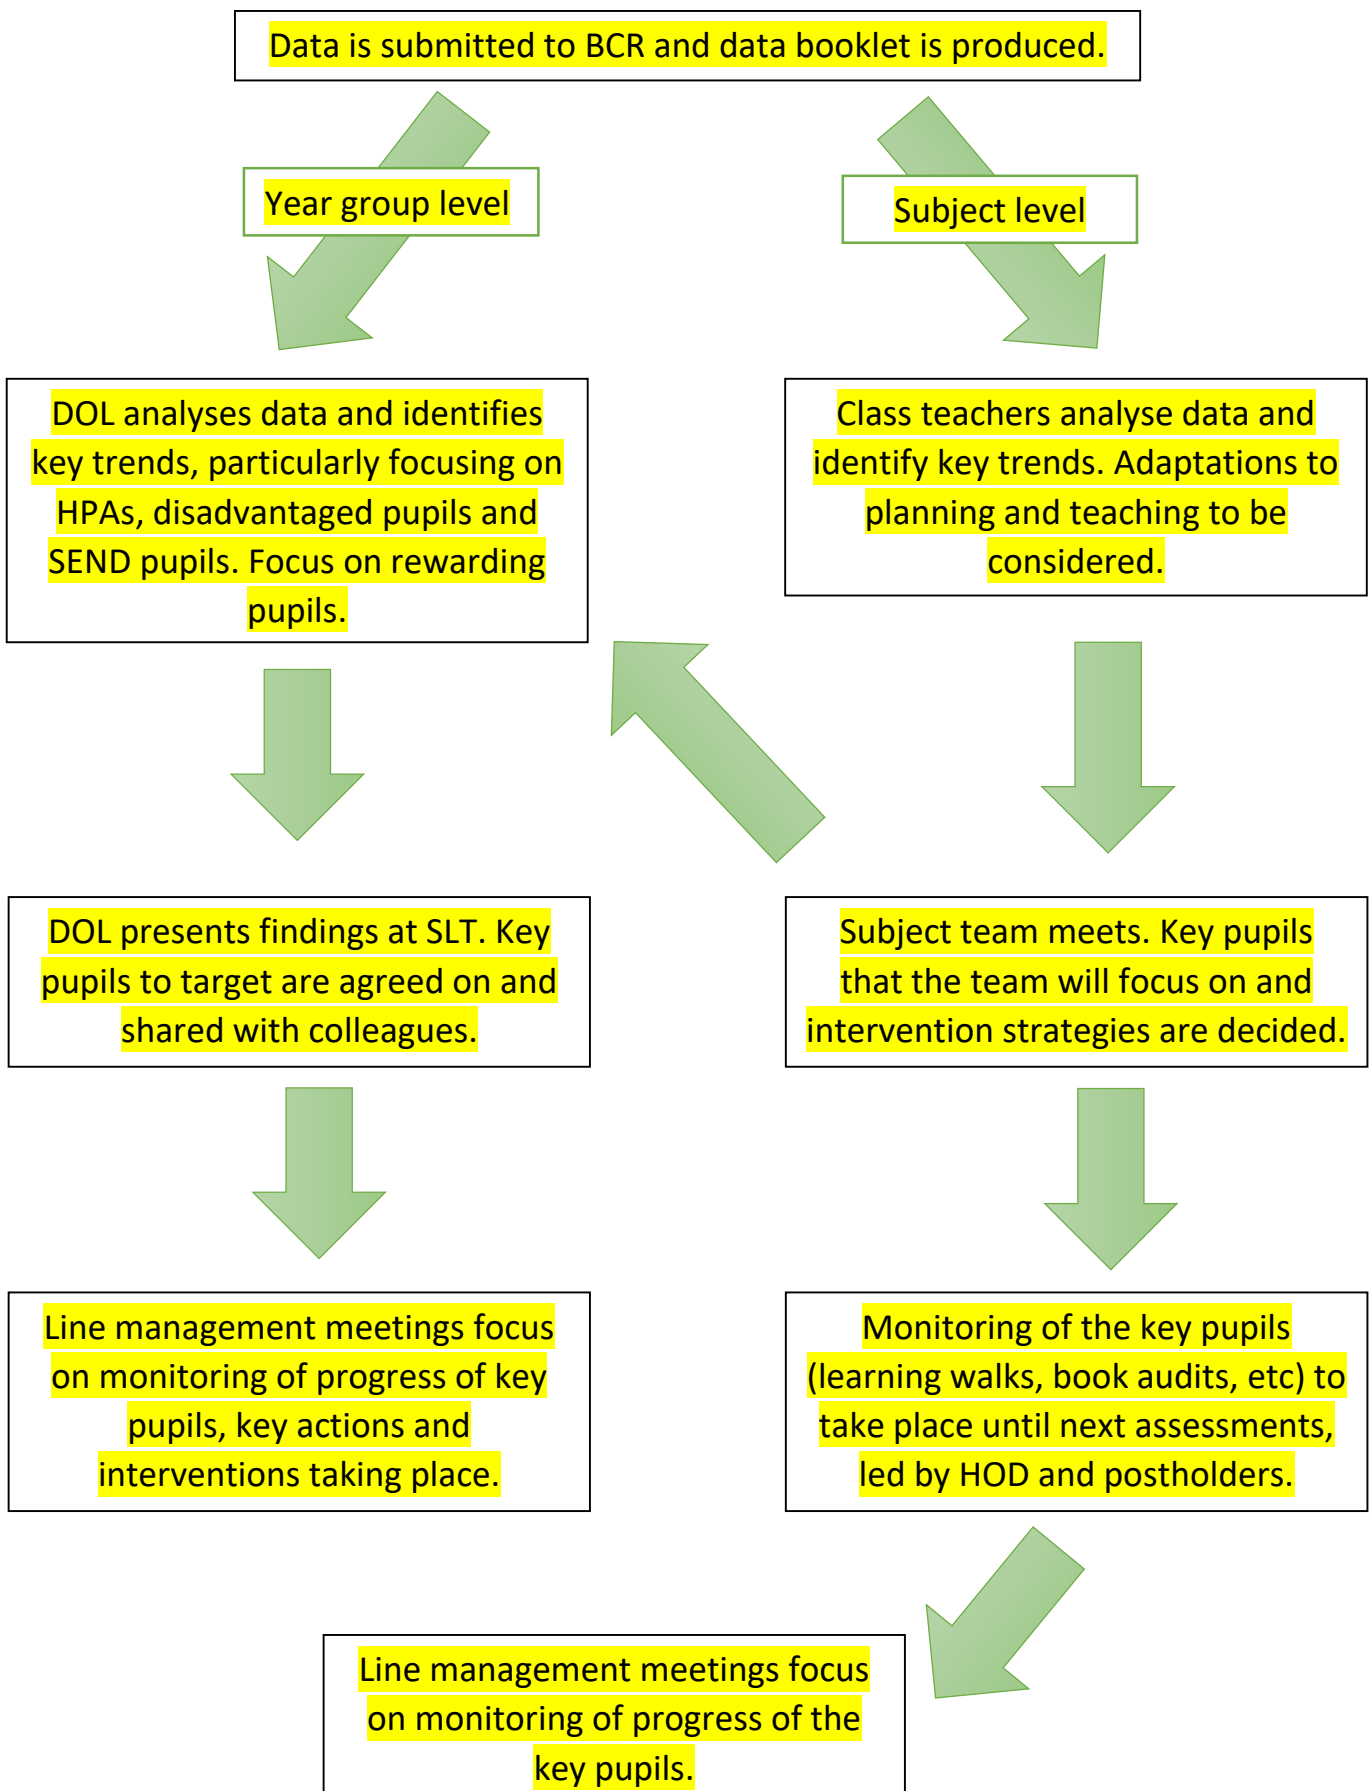 Data is submitted to BCR and data booklet is produced.
Year group level
Subject level
DOL analyses data and identifies
key trends, particularly focusing on
HPAs, disadvantaged pupils and
SEND pupils. Focus on rewarding
pupils.
Class teachers analyse data and
identify key trends. Adaptations to
planning and teaching to be
considered.
DOL presents findings at SLT. Key
pupils to target are agreed on and
shared with colleagues.
Subject team meets. Key pupils
that the team will focus on and
intervention strategies are decided.
Line management meetings focus
on monitoring of progress of key
pupils, key actions and
interventions taking place.
Monitoring of the key pupils
(learning walks, book audits, etc) to
take place until next assessments,
led by HOD and postholders.
Line management meetings focus
on monitoring of progress of the
key pupils.